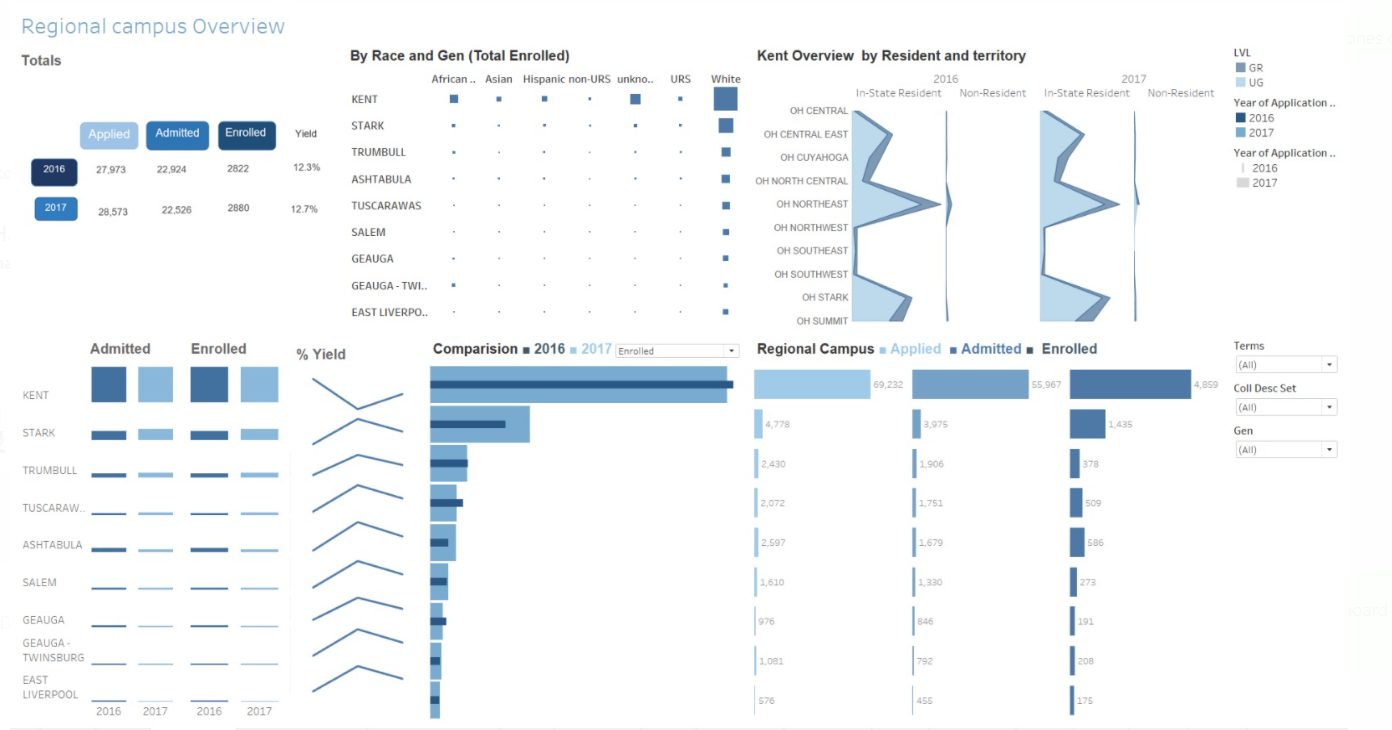 Regional campus Overview
Totals
Applied Admitted Enrolled Yield
2016 27,973 22,924 2822 12.3%
2017 28,573 22,526 2880 12.7%
By Race and Gen (Total Enrolled)
African .. Asian Hispanic non-URS unkno.. URS White
KENT
STARK
TRUMBULL
ASHTABULA
TUSCARAWAS
SALEM
GEAUGA
GEAUGA - TWI..
EAST LIVERPO..
Kent Overview by Resident and territory
2016 2017
In-State Resident Non-Resident In-State Resident Non-Resident
OH CENTRAL
OH CENTRAL EAST
OH CUYAHOGA
OH NORTH CENTRAL
OH NORTHEAST
OH NORTHWEST
OH SOUTHEAST
OH SOUTHWEST
OH STARK
OH SUMMIT
LVL
GR
UG
Year of Application ..
2016
2017
Year of Application ..
2016
2017
Admitted Enrolled
KENT
STARK
TRUMBULL
TUSCARAW..
ASHTABULA
SALEM
GEAUGA
GEAUGA -
TWINSBURG
EAST
LIVERPOOL
2016 2017 2016 2017
% Yield
Comparision 2016 2017 Enrolled
Regional Campus Applied Admitted Enrolled
69,232 55,967 4,859
4,778 3,975 1,435
2,430 1,906 378
2,072 1,751 509
2,597 1,679 586
1,610 1,330 273
976 846 191
1,081 792 208
576 455 175
Terms
(All)
Coll Desc Set
(All)
Gen
(All)